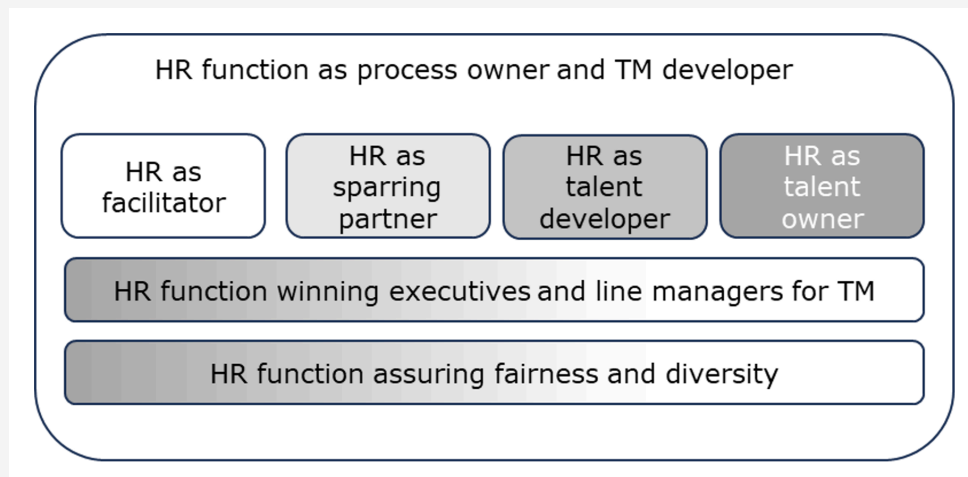 HR function as process owner and TM developer
HR as
facilitator
HR as
sparring
partner
HR as
talent
developer
HR as
talent
owner
HR function winning executives and line managers for TM
HR function assuring fairness and diversity